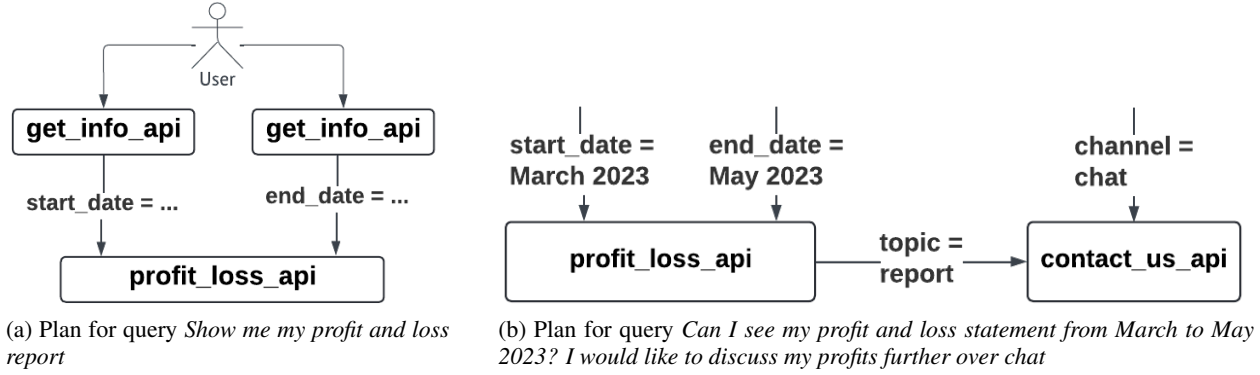 User
get_info_api
get_info_api
start_date = ...
end_date = ...
profit_loss_api
(a) Plan for query Show me my profit and loss
report
start_date =
March 2023
end_date =
May 2023
channel =
chat
profit_loss_api
topic =
report
contact_us_api
(b) Plan for query Can I see my profit and loss statement from March to May
2023? I would like to discuss my profits further over chat